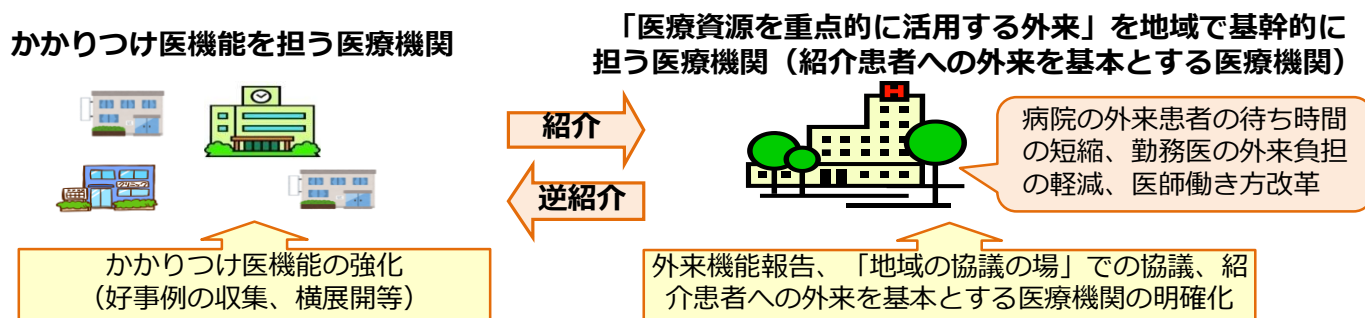 かかりつけ医機能を担う医療機関
「医療資源を重点的に活用する外来」を地域で基幹的に
担う医療機関（紹介患者への外来を基本とする医療機関）
紹介
逆紹介
H
病院の外来患者の待ち時間
の短縮、勤務医の外来負担
の軽減、医師働き方改革
かかりつけ医機能の強化
（好事例の収集、横展開等）
外来機能報告、「地域の協議の場」での協議、紹
介患者への外来を基本とする医療機関の明確化